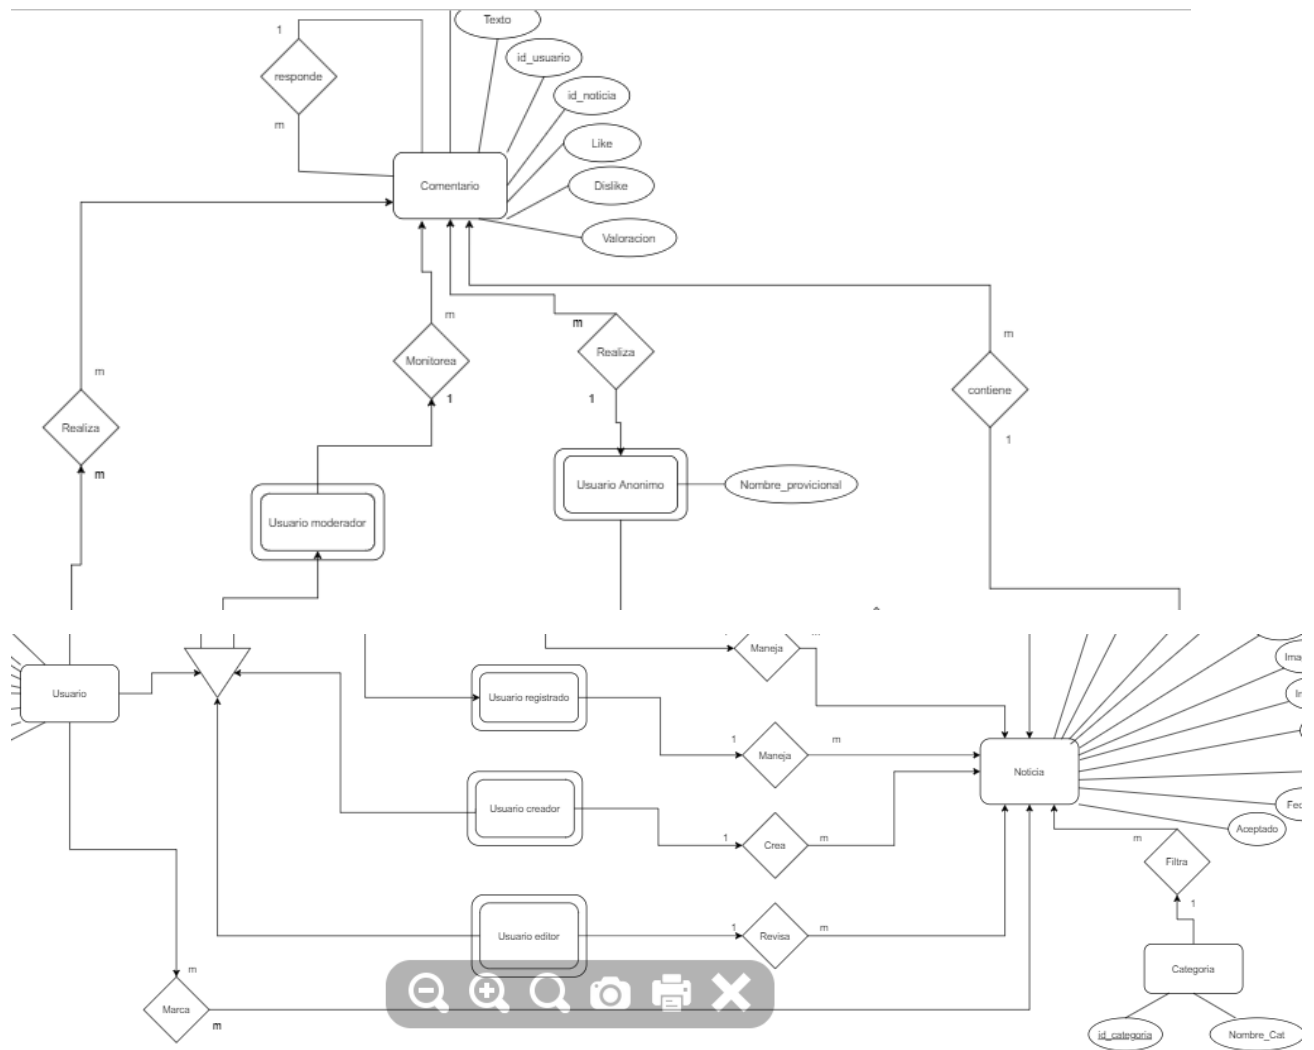 Texto
1
id_usuario
responde
id_noticia
m
Like
Comentario
Dislike
Valoracion
m
m
m
Realiza
Monitorea
m
1
1
contiene
Realiza
1
m
Usuario Anonimo
Nombre_provicional
Usuario moderador
Maneja
Usuario
Usuario registrado
1
m
Maneja
Noticia
Usuario creador
1
m
Crea
Aceptado
m
Filtra
1
Usuario editor
1
m
Revisa
Categoria
m
Marca
m
id_categoria
Nombre_Cat